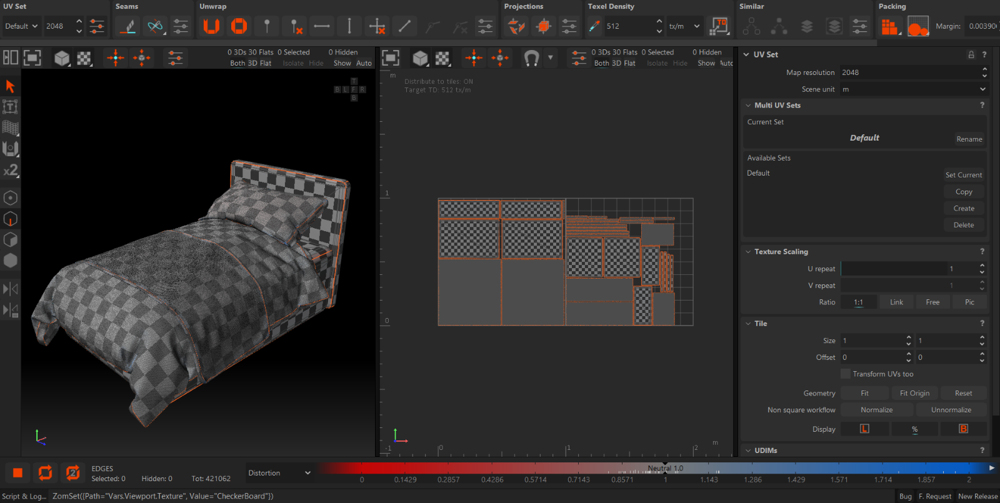 UV Set
Seams
Unwrap
Projections
Texel Density
Similar
Packing
Default
2048
512
tx/m
TO
Margin:
0.00390
0 3Ds 30 Flats
0 Selected
0 Hidden
Both 3D Flat
Isolate Hide
Show Auto
0 3Ds 30 Flats
0 Selected
0 Hidden
Both 3D Flat
Isolate Hide
Show Auto
T
B L F R
B
m
Distribute to tiles: ON
Target TD: 512 tx/m
1
0
-1
0
1
2
m
x2
UV Set
?
Map resolution
2048
Scene unit
m
Multi UV Sets
?
Current Set
Default
Rename
Available Sets
Default
Set Current
Copy
Create
Delete
Texture Scaling
?
U repeat
1
V repeat
1
Ratio
1:1
Link
Free
Pic
Tile
?
Size
1
1
Offset
0
0
Transform UVs too
Geometry
Fit
Fit Origin
Reset
Non square workflow
Normalize
Unnormalize
Display
L
%
B
UDIMs
?
2
EDGES
Selected: 0
Hidden: 0
Tot: 421062
Distortion
Neutral 1.0
0
0.1429
0.2857
0.4286
0.5714
0.7143
0.8571
1
1.143
1.286
1.429
1.571
1.714
1.857
2
Script & Log...
ZomSet({Path="Vars.Viewport.Texture", Value="CheckerBoard"})
Bug
F. Request
New Release